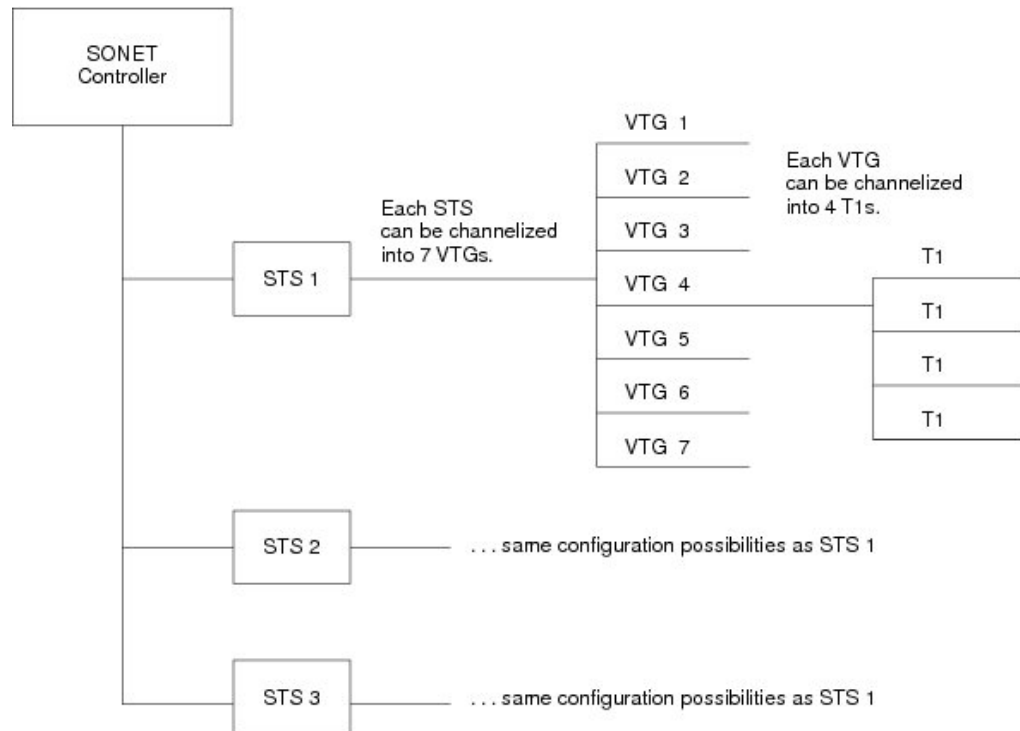 SONET
Controller
VTG 1
VTG 2
VTG 3
VTG 4
VTG 5
VTG 6
VTG 7
Each VTG
can be channelized
into 4 T1s.
Each STS
can be channelized
into 7 VTGs.
STS 1
T1
T1
T1
T1
STS 2
. . . same configuration possibilities as STS 1
STS 3
. . . same configuration possibilities as STS 1